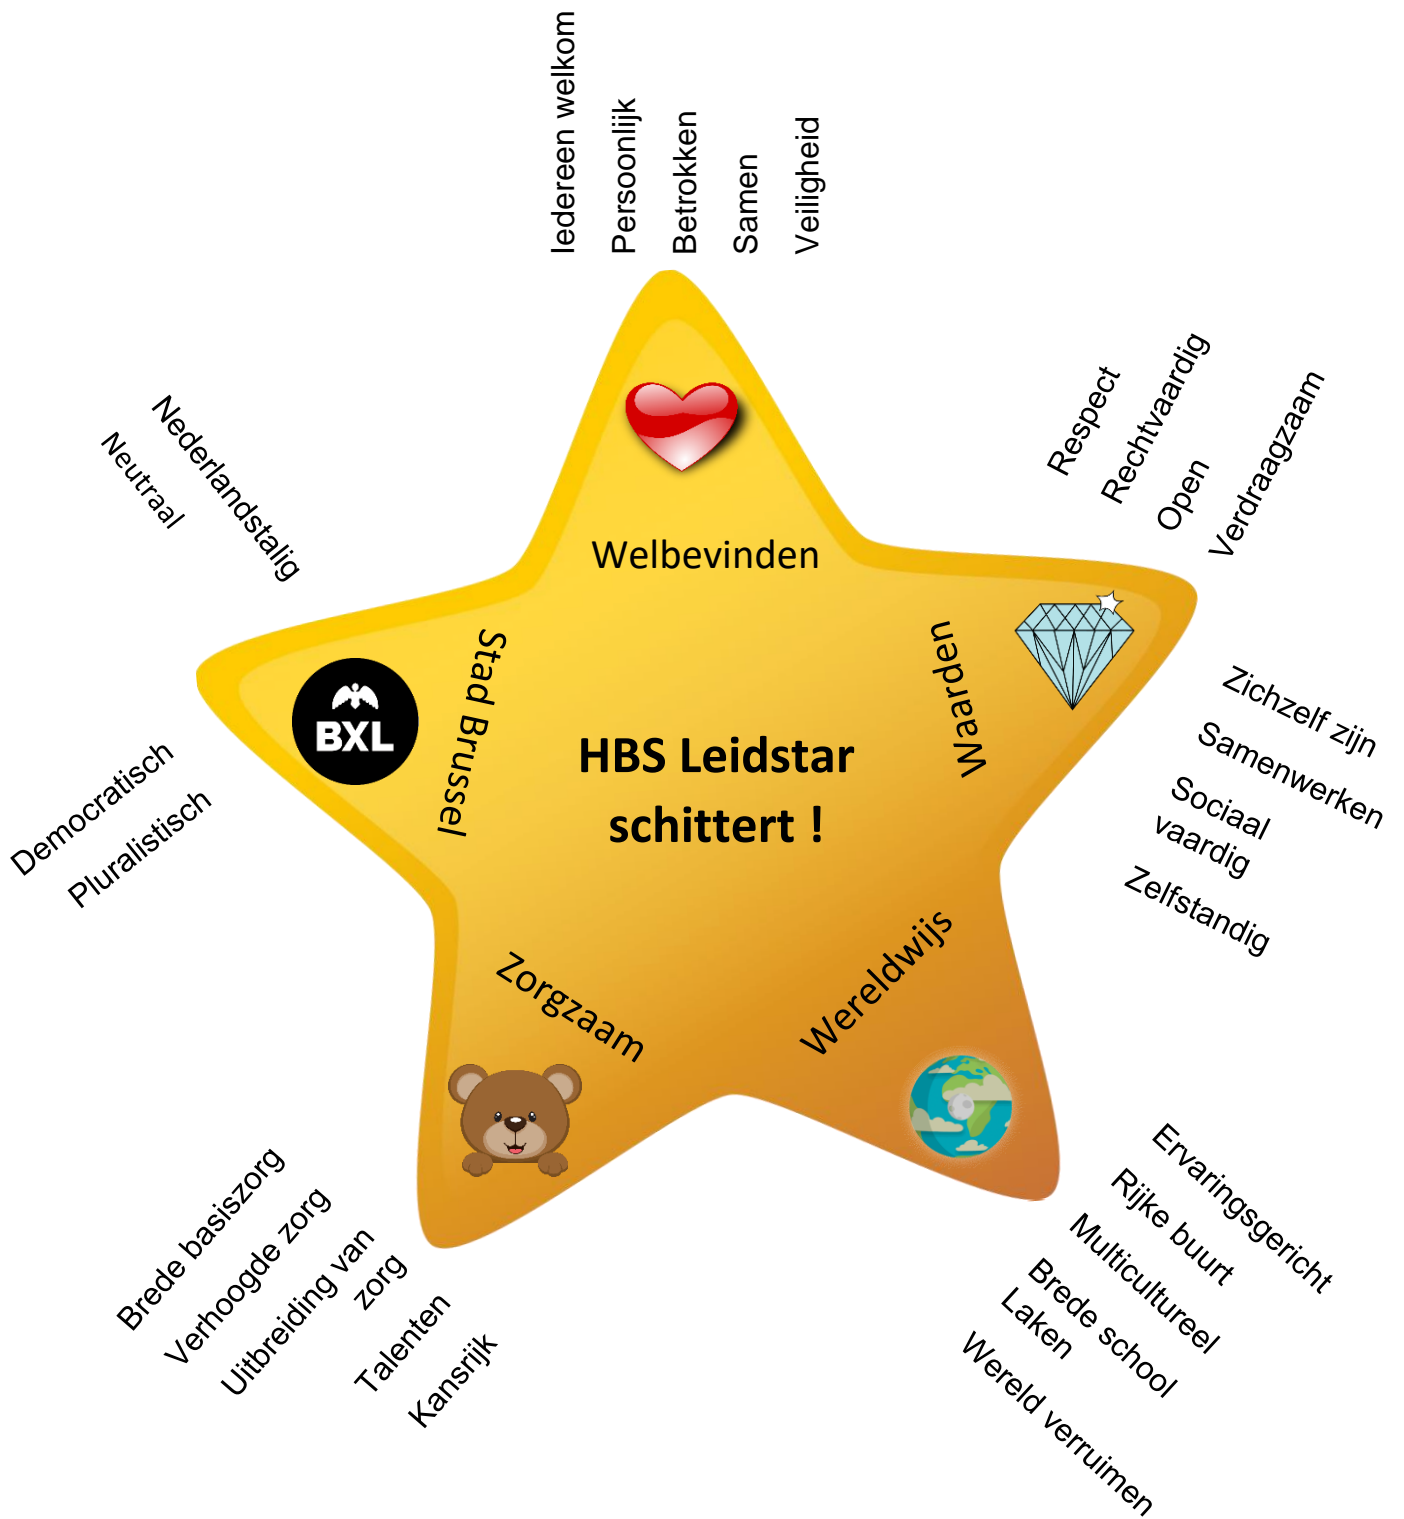 Iedereen welkom
Persoonlijk
Betrokken
Samen
Veiligheid
Respect
Rechtvaardig
Open
Verdraagzaam
Nederlandstalig
Neutraal
Welbevinden
Stad Brussel
BXL
Waarden
HBS Leidstar
schittert !
Zichzelf zijn
Samenwerken
Sociaal
vaardig
Zelfstandig
Democratisch
Pluralistisch
Zorgzaam
Wereldwijs
Brede basiszorg
Verhoogde zorg
Uitbreiding van
zorg
Talenten
Kansrijk
Ervaringsgericht
Rijke buurt
Multicultureel
Brede school
Laken
Wereld verruimen